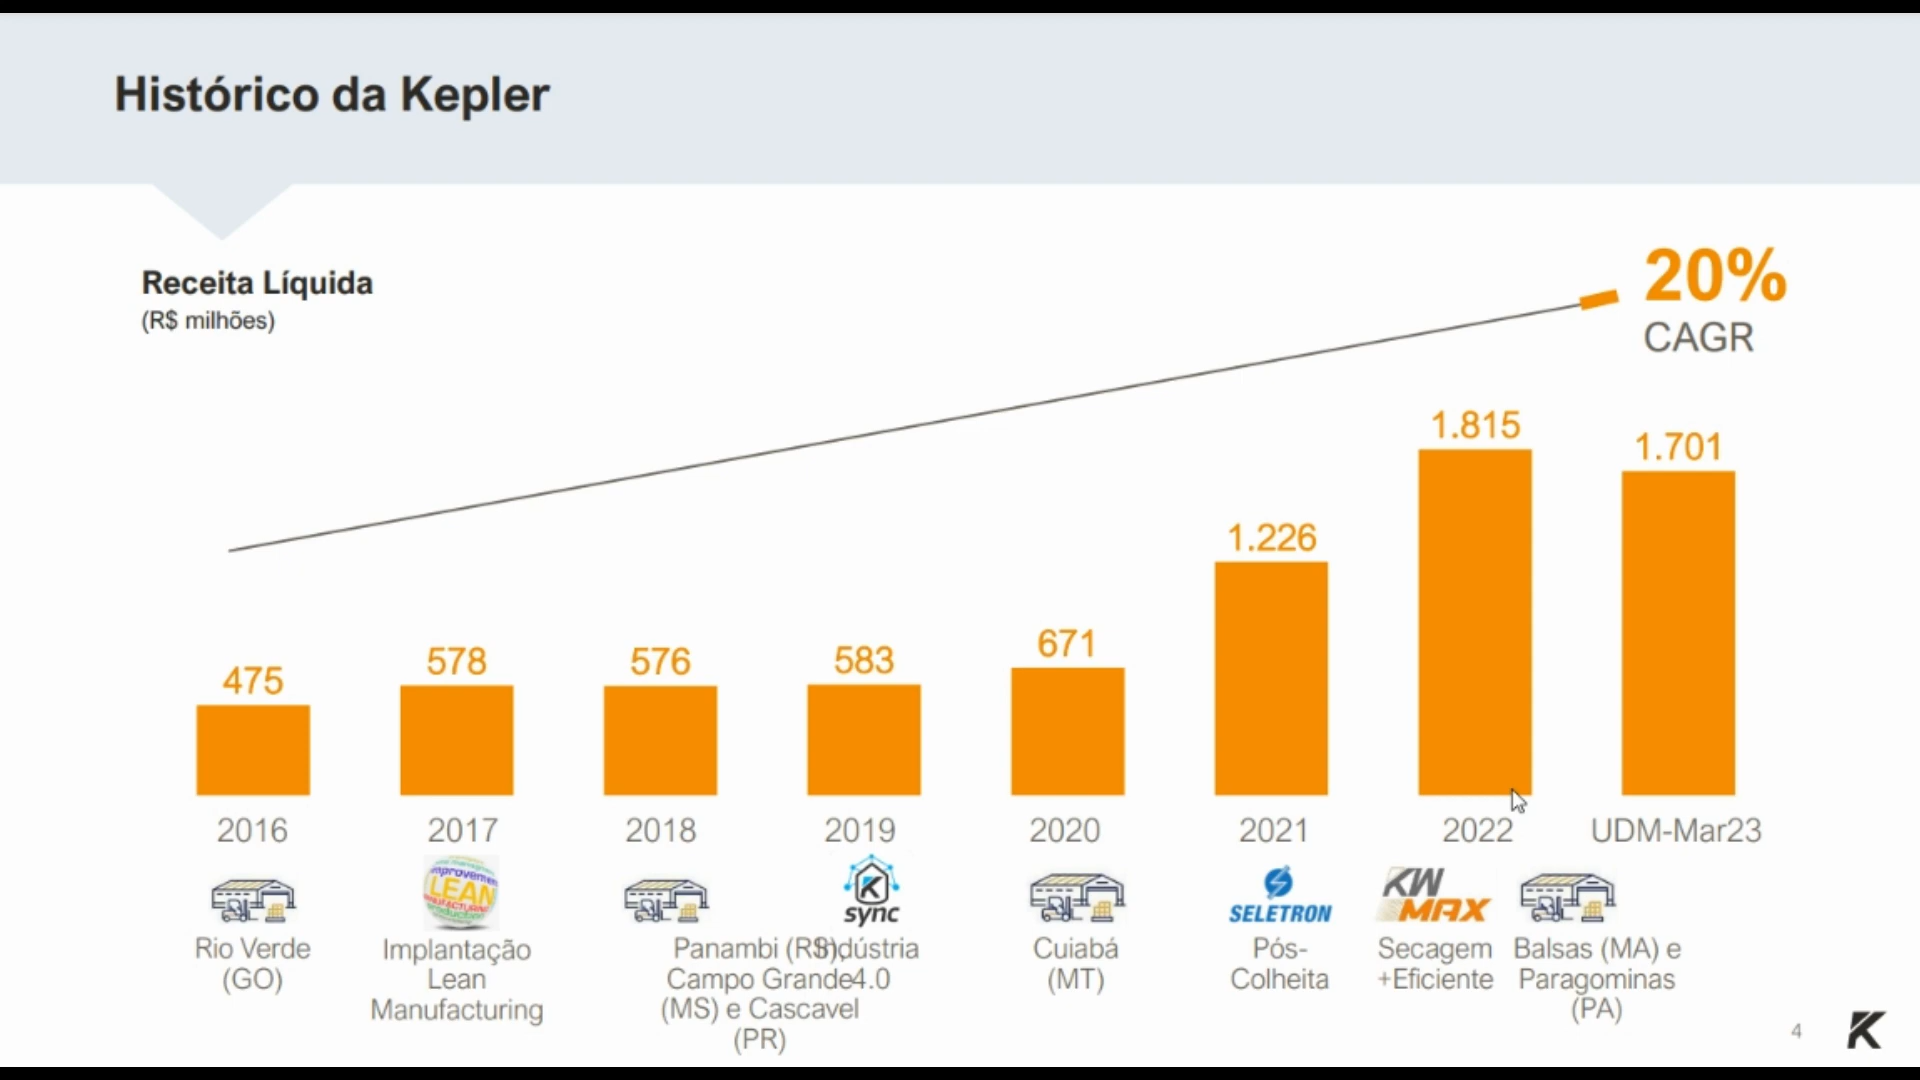 Histórico da Kepler
Receita Líquida
(R$ milhões)
20%
CAGR
475
578
576
583
671
1.226
1.815
1.701
2016
2017
2018
2019
2020
2021
2022
UDM-Mar23
Rio Verde
(GO)
LEAN
Implantação
Lean
Manufacturing
Panambi (RS),
Campo Grande
(MS) e Cascavel
(PR)
K
sync
Indústria
4.0
Cuiabá
(MT)
SELETRON
Pós-
Colheita
KW
MAX
Secagem
+Eficiente
Balsas (MA) e
Paragominas
(PA)
4
K